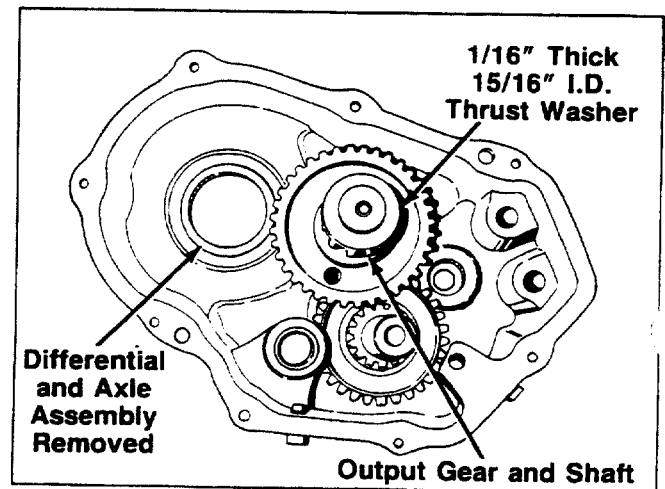 1/16" Thick
15/16" I.D.
Thrust Washer
Differential
and Axle
Assembly
Removed
Output Gear and Shaft